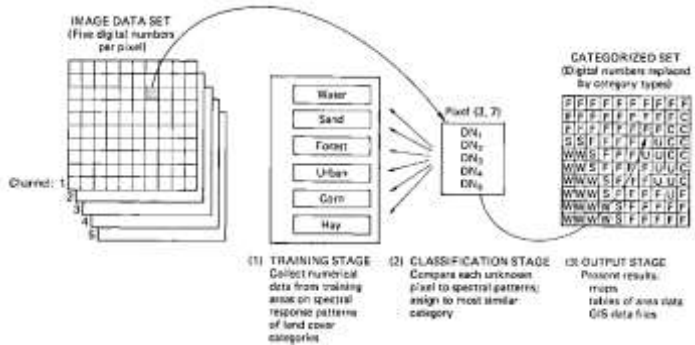 IMAGE DATA SET
(Five digital numbers
per pixel)
Channel: 1
2
3
4
5
Water
Sand
Forest
Urban
Corn
Hay
Pixel (3, 7)
DN₁
DN₂
DN₃
DN₄
DN₅
CATEGORIZED SET
(Digital numbers replaced
by category types)
(1) TRAINING STAGE
Collect numerical
data from training
areas on spectral
response patterns
of land cover
categories
(2) CLASSIFICATION STAGE
Compare each unknown
pixel to spectral patterns;
assign to most similar
category
(3) OUTPUT STAGE
Present results:
maps
tables of area data
GIS data files